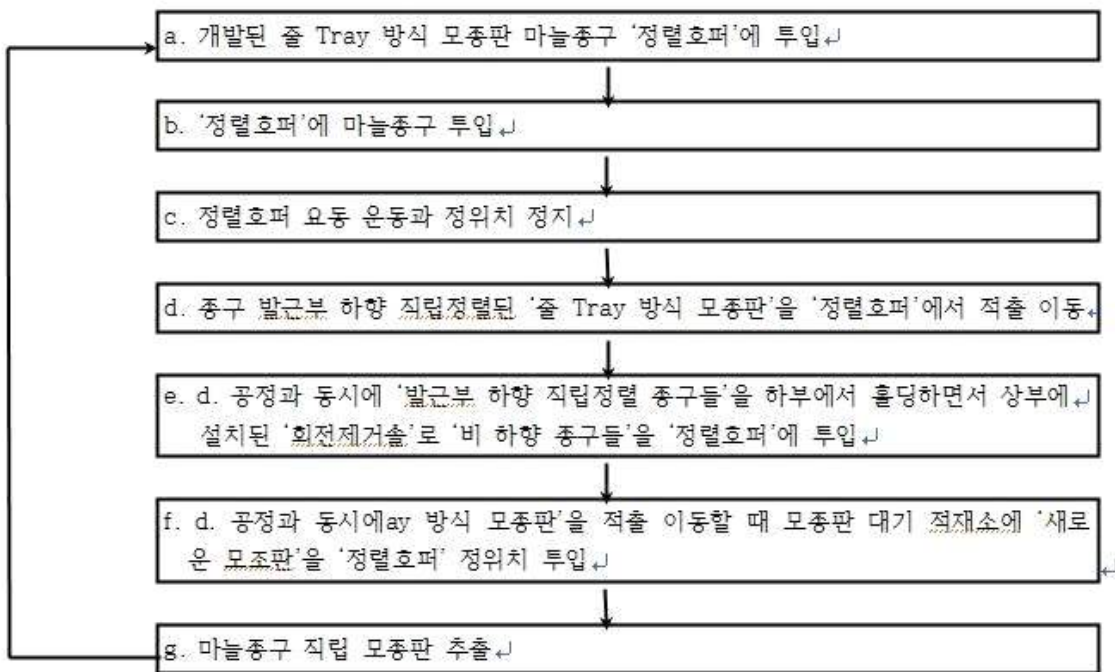 a. 개발된 줄 Tray 방식 모종판 마늘종구 ‘정렬호퍼’에 투입↵
b. ‘정렬호퍼’에 마늘종구 투입↵
c. 정렬호퍼 요동 운동과 정위치 정지↵
d. 종구 발근부 하향 직립정렬된 ‘줄 Tray 방식 모종판’을 ‘정렬호퍼’에서 적출 이동↵
e. d. 공정과 동시에 ‘발근부 하향 직립정렬 종구들’을 하부에서 홀딩하면서 상부에↵
설치된 ‘회전제거솔’로 ‘비 하향 종구들’을 ‘정렬호퍼’에 투입↵
f. d. 공정과 동시에ay 방식 모종판’을 적출 이동할 때 모종판 대기 적재소에 ‘새로
운 모조판’을 ‘정렬호퍼’ 정위치 투입↵
↵
g. 마늘종구 직립 모종판 추출↵